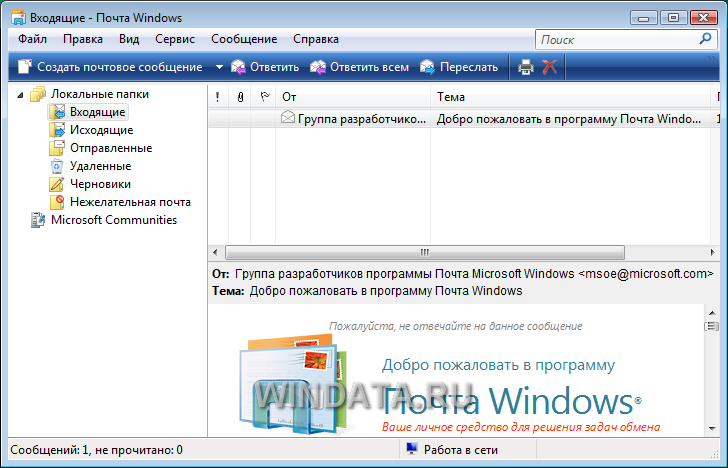 Входящие - Почта Windows
Файл Правка Вид Сервис Сообщение Справка Поиск
Создать почтовое сообщение Ответить Ответить всем Переслать
! От Тема
Локальные папки
Входящие
Исходящие
Отправленные
Удаленные
Черновики
Нежелательная почта
Microsoft Communities
Группа разработчико... Добро пожаловать в программу Почта Windo... 1
От: Группа разработчиков программы Почта Microsoft Windows <msoe@microsoft.com>
Тема: Добро пожаловать в программу Почта Windows
Пожалуйста, не отвечайте на данное сообщение
Добро пожаловать в программу
Почта Windows®
WINDATA.RU
Ваше личное средство для решения задач обмена
Сообщений: 1, не прочитано: 0 Работа в сети